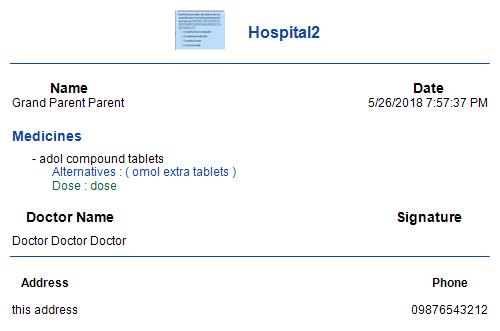 Hospital2
Name Date
Grand Parent Parent 5/26/2018 7:57:37 PM
Medicines
- adol compound tablets
Alternatives : ( omol extra tablets )
Dose : dose
Doctor Name Signature
Doctor Doctor Doctor
Address Phone
this address 09876543212